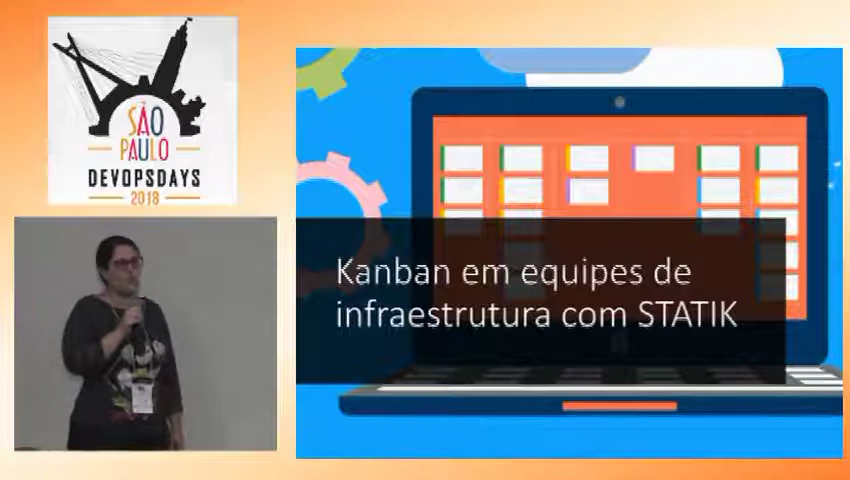 SÃO
PAULO
DEVOPSDAYS
2018
Kanban em equipes de
infraestrutura com STATIK